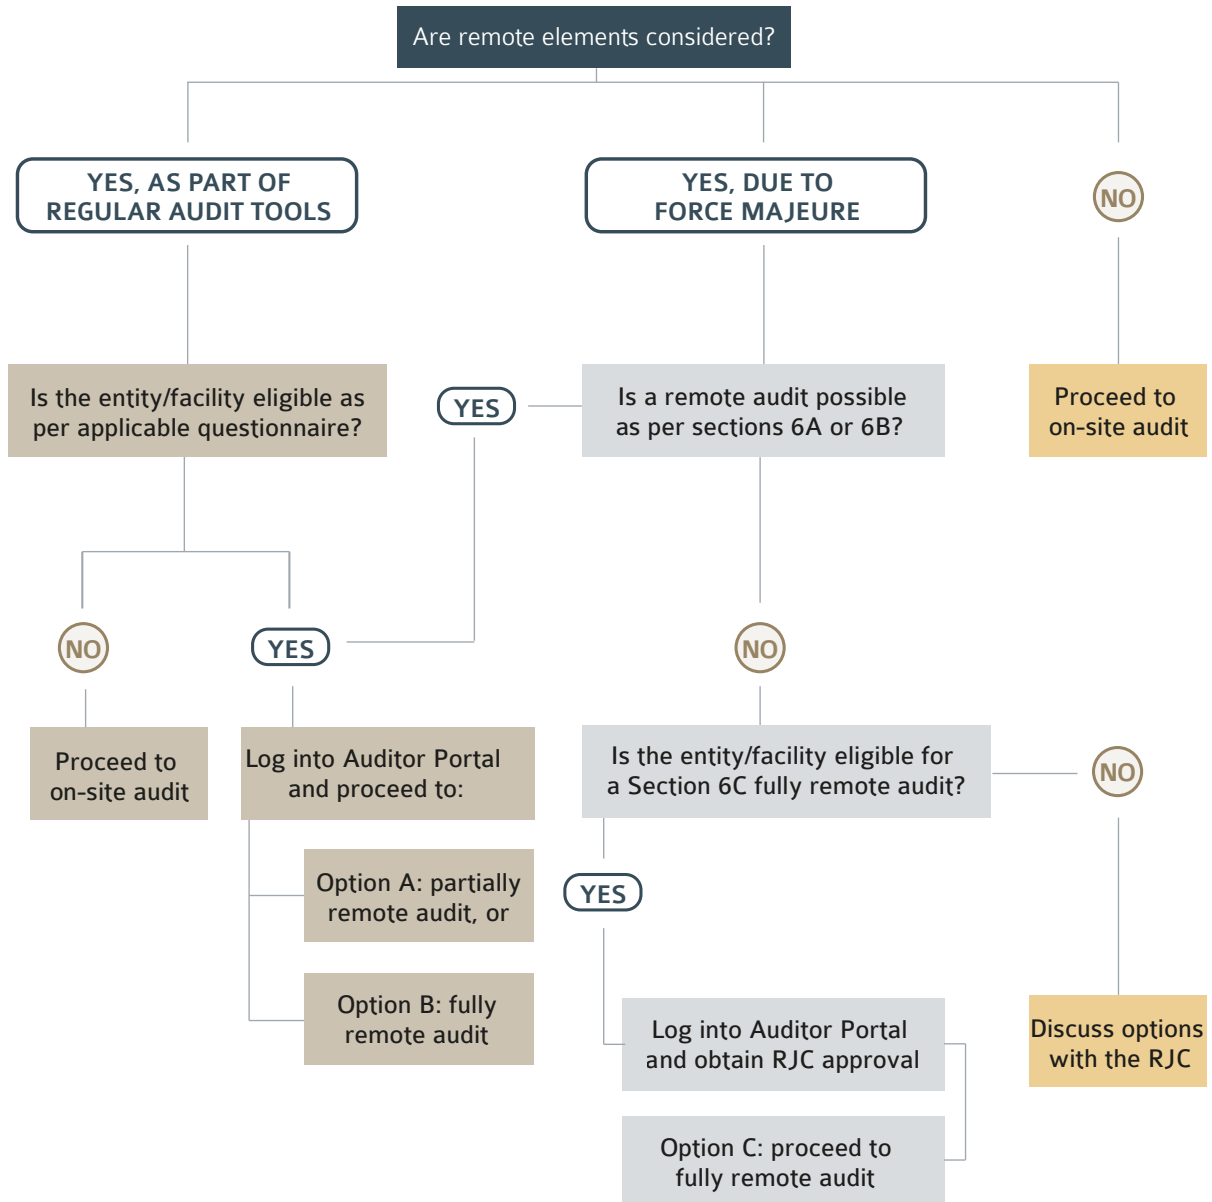 Are remote elements considered?
YES, AS PART OF
REGULAR AUDIT TOOLS
YES, DUE TO
FORCE MAJEURE
NO
Is the entity/facility eligible as
per applicable questionnaire?
YES
Is a remote audit possible
as per sections 6A or 6B?
Proceed to
on-site audit
NO
YES
NO
Proceed to
on-site audit
Log into Auditor Portal
and proceed to:
Is the entity/facility eligible for
a Section 6C fully remote audit?
NO
Option A: partially
remote audit, or
YES
Option B: fully
remote audit
Log into Auditor Portal
and obtain RJC approval
Discuss options
with the RJC
Option C: proceed to
fully remote audit